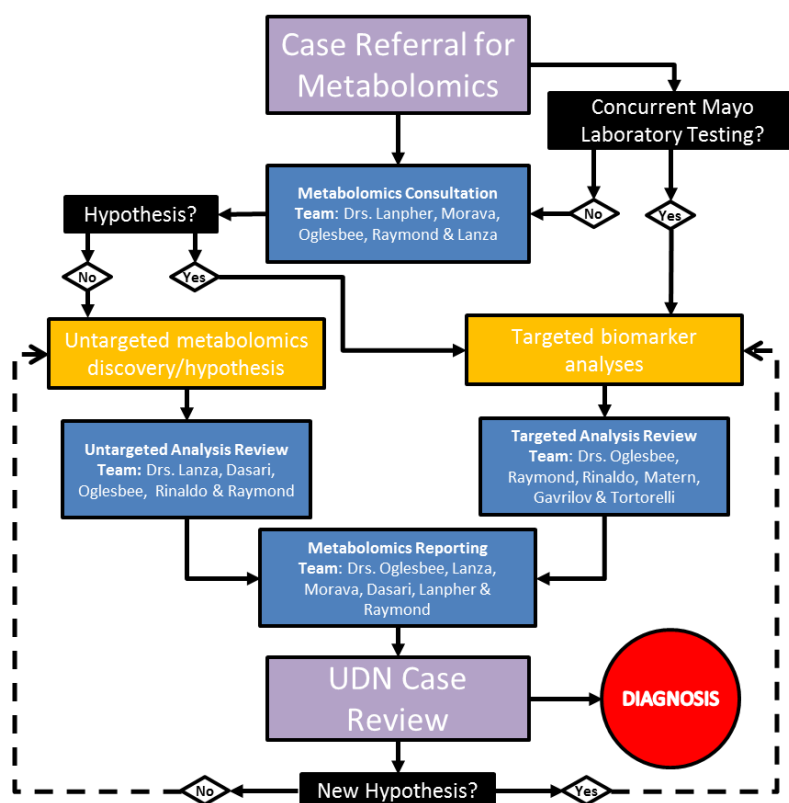 Case Referral for
Metabolomics
Concurrent Mayo
Laboratory Testing?
Metabolomics Consultation
Team: Drs. Lanpher, Morava,
Oglesbee, Raymond & Lanza
Hypothesis?
No
Yes
No
Yes
Untargeted metabolomics
discovery/hypothesis
Targeted biomarker
analyses
Untargeted Analysis Review
Team: Drs. Lanza, Dasari,
Oglesbee, Rinaldo & Raymond
Targeted Analysis Review
Team: Drs. Oglesbee,
Raymond, Rinaldo, Matern,
Gavrilov & Tortorelli
Metabolomics Reporting
Team: Drs. Oglesbee, Lanza,
Morava, Dasari, Lanpher &
Raymond
UDN Case
Review
DIAGNOSIS
No
New Hypothesis?
Yes